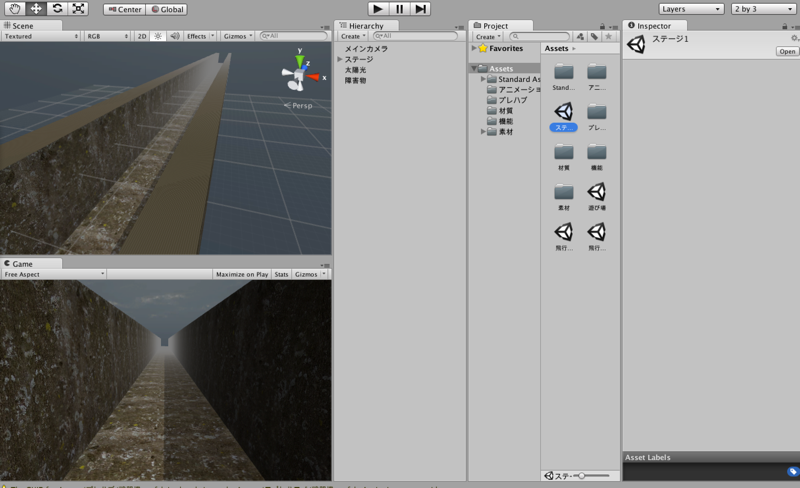 Center
Global
Layers
2 by 3
Scene
Textured
RGB
2D
Effects
Gizmos
All
y
z
x
Persp
Game
Free Aspect
Maximize on Play
Stats
Gizmos
Hierarchy
Create
All
メインカメラ
ステージ
太陽光
障害物
Project
Create
Favorites
Assets
Standard As
アニメーショ
プレハブ
材質
機能
素材
Assets
Stand...
アニ...
ステ...
プレ...
材質
機能
素材
遊び場
飛行...
飛行...
ステ-
Inspector
ステージ1
Open
Asset Labels